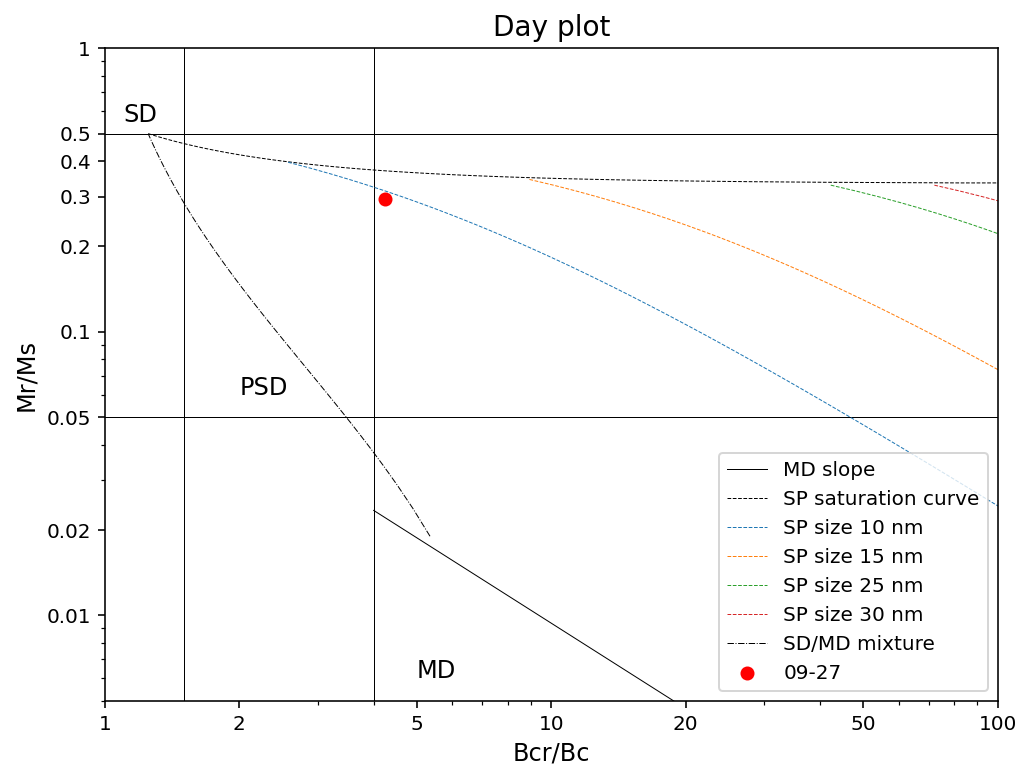 Day plot
1
0.5
0.4
0.3
0.2
0.1
0.05
0.02
0.01
Mr/Ms
SD
PSD
MD
MD slope
SP saturation curve
SP size 10 nm
SP size 15 nm
SP size 25 nm
SP size 30 nm
SD/MD mixture
09-27
1 2 5 10 20 50 100
Bcr/Bc